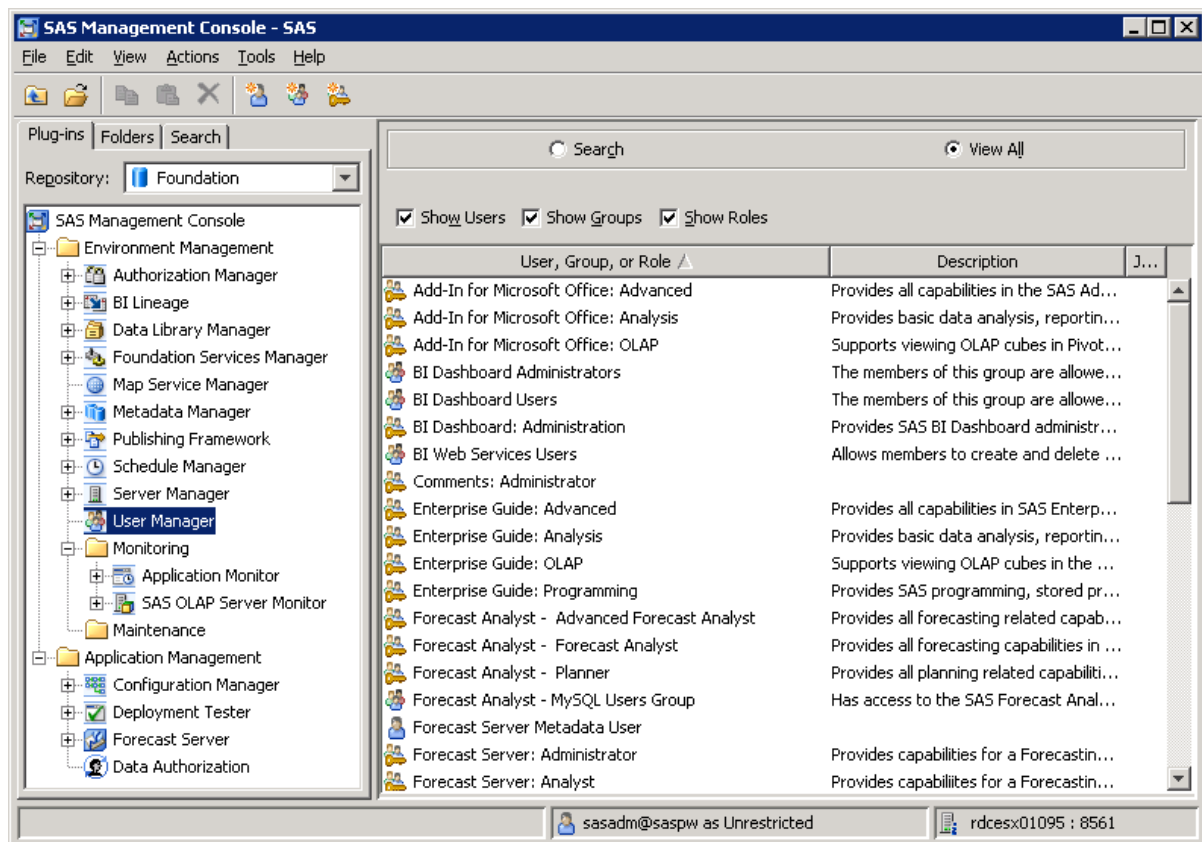 SAS Management Console - SAS
File Edit View Actions Tools Help
Plug-ins Folders Search
Repository: Foundation
SAS Management Console
Environment Management
Authorization Manager
BI Lineage
Data Library Manager
Foundation Services Manager
Map Service Manager
Metadata Manager
Publishing Framework
Schedule Manager
Server Manager
User Manager
Monitoring
Application Monitor
SAS OLAP Server Monitor
Maintenance
Application Management
Configuration Manager
Deployment Tester
Forecast Server
Data Authorization
Search View All
Show Users Show Groups Show Roles
User, Group, or Role Description J...
Add-In for Microsoft Office: Advanced Provides all capabilities in the SAS Ad...
Add-In for Microsoft Office: Analysis Provides basic data analysis, reportin...
Add-In for Microsoft Office: OLAP Supports viewing OLAP cubes in Pivot...
BI Dashboard Administrators The members of this group are allowe...
BI Dashboard Users The members of this group are allowe...
BI Dashboard: Administration Provides SAS BI Dashboard administr...
BI Web Services Users Allows members to create and delete ...
Comments: Administrator
Enterprise Guide: Advanced Provides all capabilities in SAS Enterp...
Enterprise Guide: Analysis Provides basic data analysis, reportin...
Enterprise Guide: OLAP Supports viewing OLAP cubes in the ...
Enterprise Guide: Programming Provides SAS programming, stored pr...
Forecast Analyst - Advanced Forecast Analyst Provides all forecasting related capab...
Forecast Analyst - Forecast Analyst Provides all forecasting capabilities in ...
Forecast Analyst - Planner Provides all planning related capabiliti...
Forecast Analyst - MySQL Users Group Has access to the SAS Forecast Anal...
Forecast Server Metadata User
Forecast Server: Administrator Provides capabilities for a Forecastin...
Forecast Server: Analyst Provides capabiliites for a Forecastin...
sasadm@saspw as Unrestricted rdcesx01095 : 8561